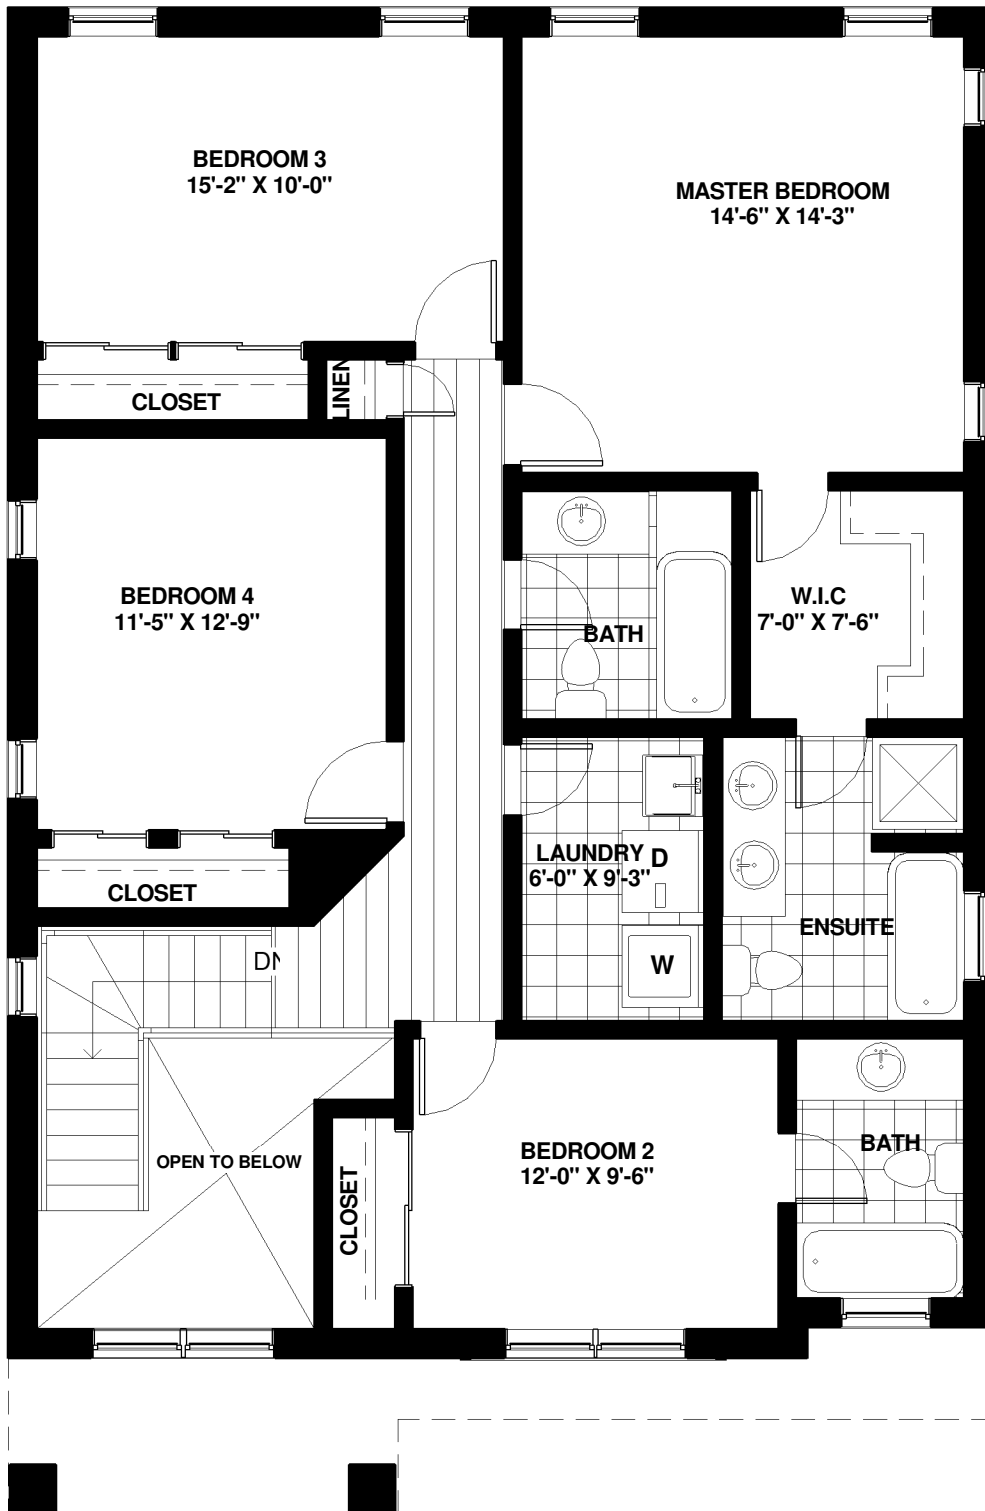 BEDROOM 3
15'-2" X 10'-0"
MASTER BEDROOM
14'-6" X 14'-3"
CLOSET
LINEN
BEDROOM 4
11'-5" X 12'-9"
BATH
W.I.C
7'-0" X 7'-6"
LAUNDRY
6'-0" X 9'-3"
D
CLOSET
ENSUITE
DN
W
OPEN TO BELOW
CLOSET
BEDROOM 2
12'-0" X 9'-6"
BATH